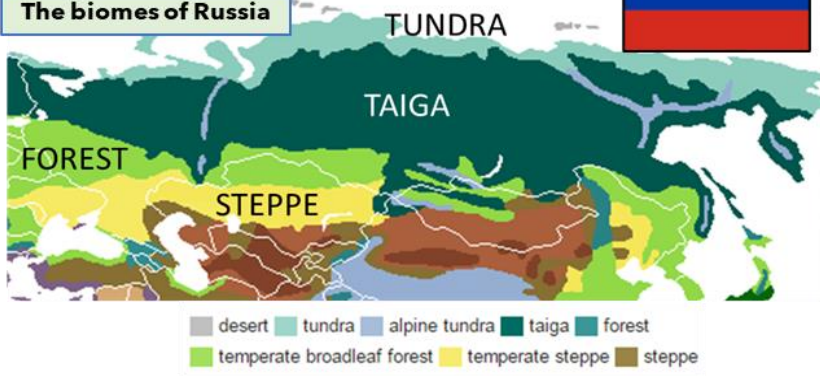 The biomes of Russia
TUNDRA
TAIGA
FOREST
STEPPE
desert tundra alpine tundra taiga forest
temperate broadleaf forest temperate steppe steppe